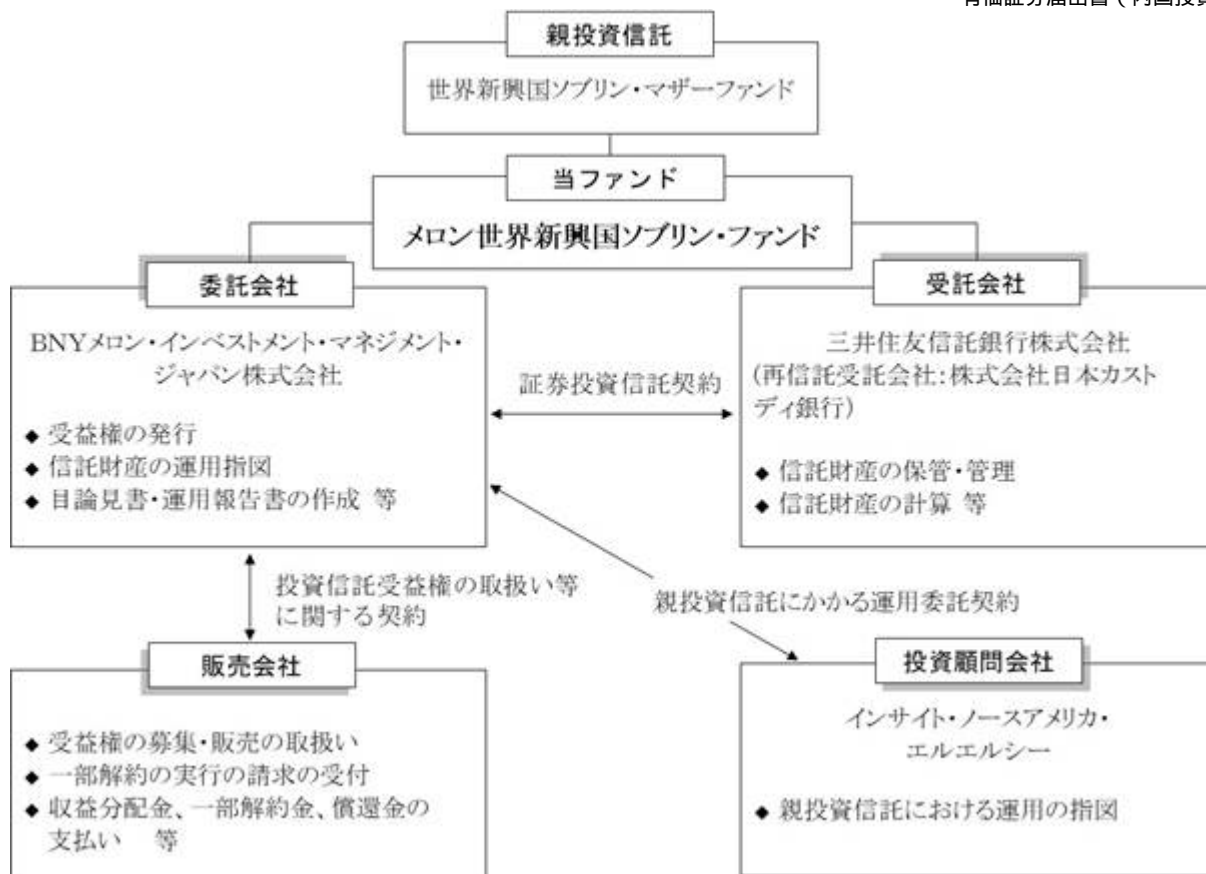 有価証券届出書(内国投資
親投資信託
世界新興国ソブリン・マザーファンド
当ファンド
メロン世界新興国ソブリン・ファンド
委託会社
BNYメロン・インベストメント・マネジメント・
ジャパン株式会社
◆ 受益権の発行
◆ 信託財産の運用指図
◆ 目論見書・運用報告書の作成 等
証券投資信託契約
受託会社
三井住友信託銀行株式会社
(再信託受託会社:株式会社日本カスト
ディ銀行)
◆ 信託財産の保管・管理
◆ 信託財産の計算 等
投資信託受益権の取扱い等
に関する契約
親投資信託にかかる運用委託契約
販売会社
◆ 受益権の募集・販売の取扱い
◆ 一部解約の実行の請求の受付
◆ 収益分配金、一部解約金、償還金の
支払い 等
投資顧問会社
インサイト・ノースアメリカ・
エルエルシー
◆ 親投資信託における運用の指図